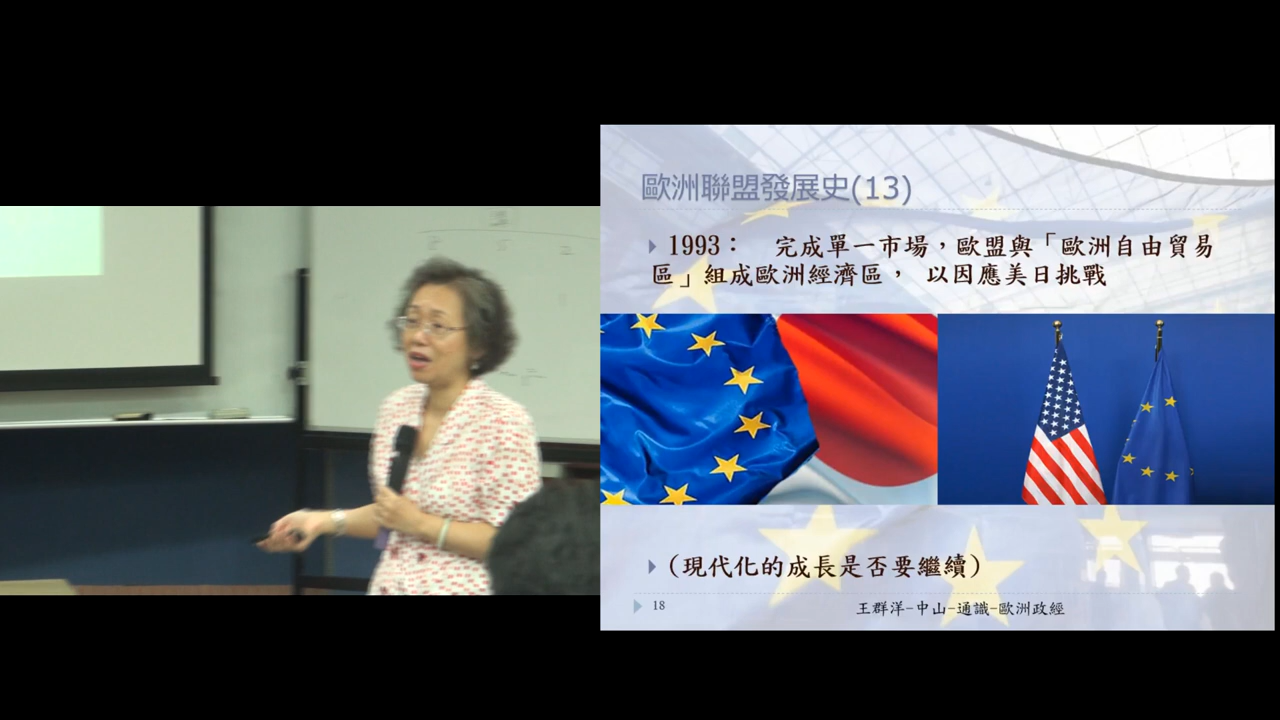 歐洲聯盟發展史(13)
1993： 完成單一市場，歐盟與「歐洲自由貿易
區」組成歐洲經濟區， 以因應美日挑戰
(現代化的成長是否要繼續)
18
王群洋-中山-通識-歐洲政經